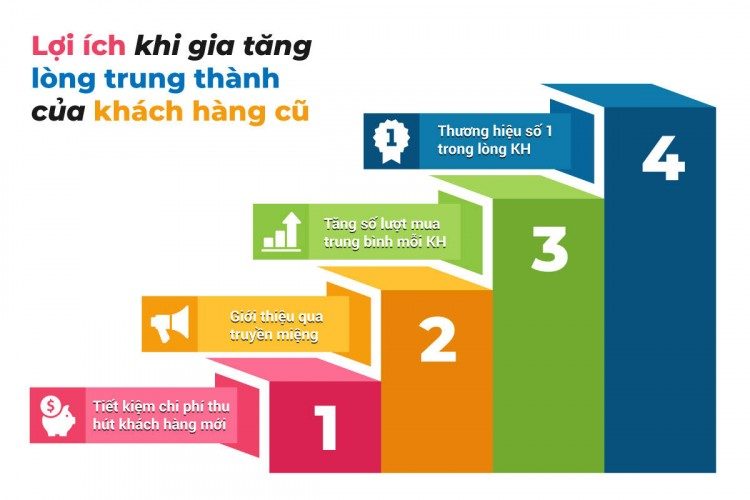 Lợi ích khi gia tăng
lòng trung thành
của khách hàng cũ
1
Thương hiệu số 1
trong lòng KH
4
Tăng số lượt mua
trung bình mỗi KH
3
Giới thiệu qua
truyền miệng
2
$
Tiết kiệm chi phí thu
hút khách hàng mới
1